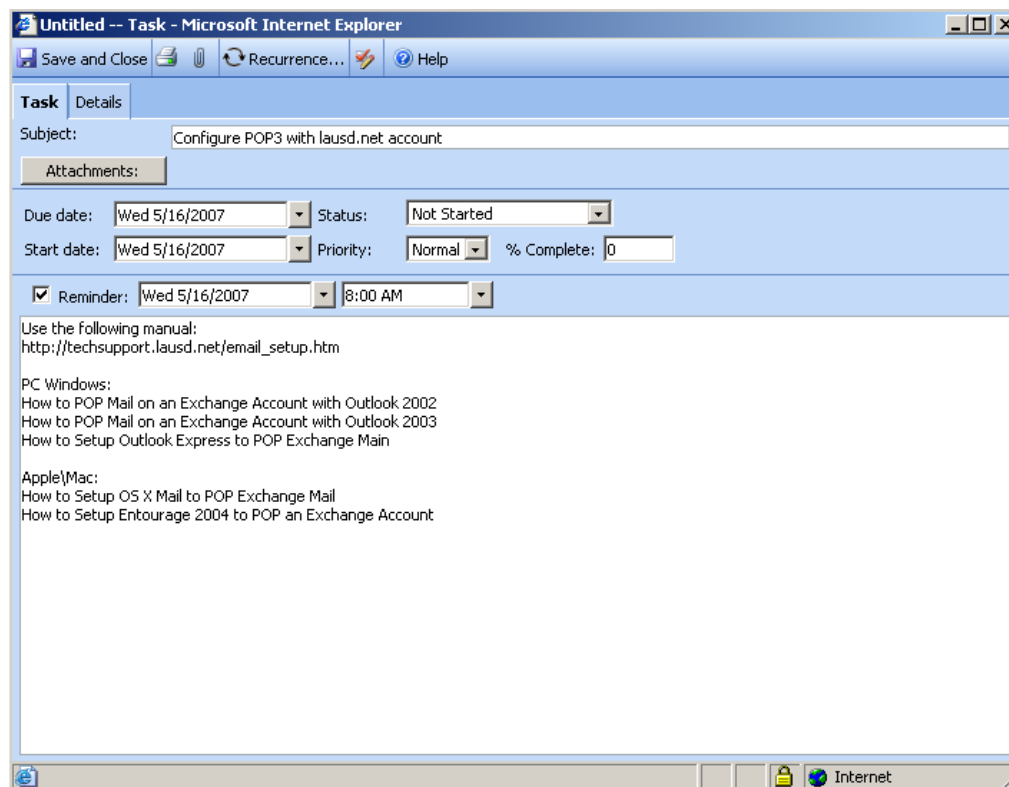 Untitled -- Task - Microsoft Internet Explorer
Save and Close Recurrence... Help
Task Details
Subject: Configure POP3 with lausd.net account
Attachments:
Due date: Wed 5/16/2007 Status: Not Started
Start date: Wed 5/16/2007 Priority: Normal % Complete: 0
Reminder: Wed 5/16/2007 8:00 AM
Use the following manual:
http://techsupport.lausd.net/email_setup.htm
PC Windows:
How to POP Mail on an Exchange Account with Outlook 2002
How to POP Mail on an Exchange Account with Outlook 2003
How to Setup Outlook Express to POP Exchange Main
Apple\Mac:
How to Setup OS X Mail to POP Exchange Mail
How to Setup Entourage 2004 to POP an Exchange Account
Internet